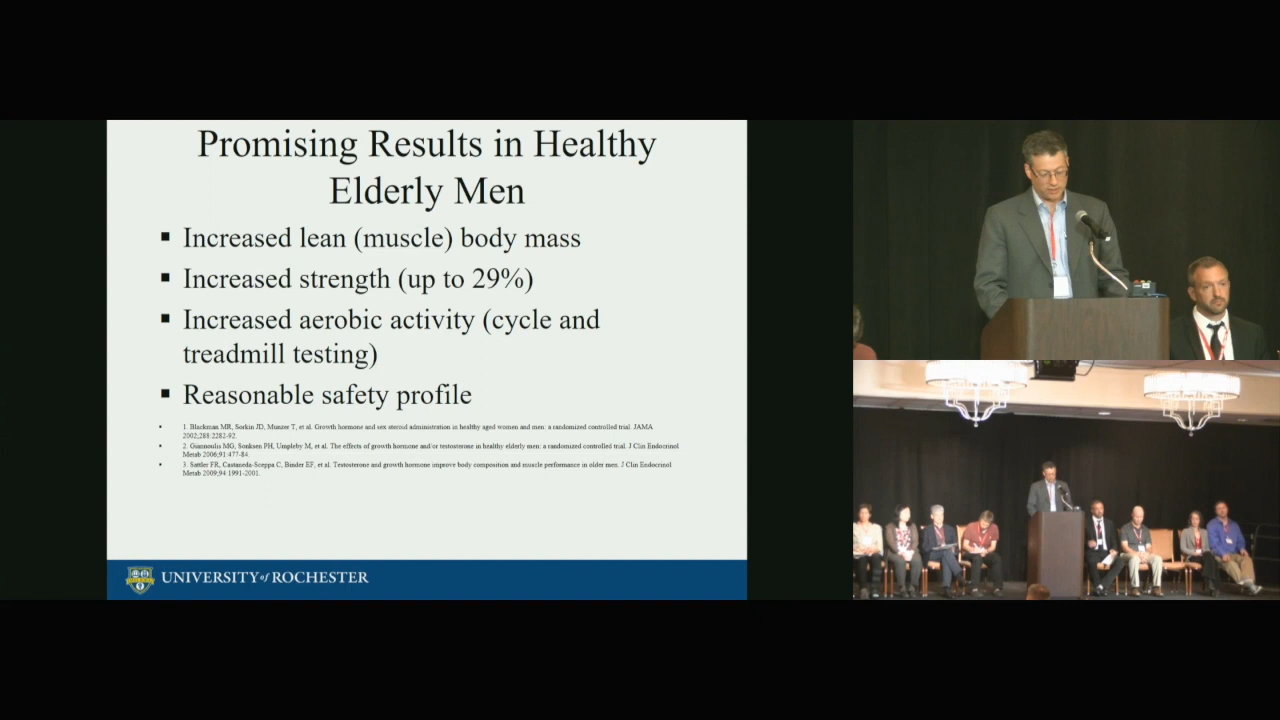 Promising Results in Healthy
Elderly Men
▪ Increased lean (muscle) body mass
▪ Increased strength (up to 29%)
▪ Increased aerobic activity (cycle and
treadmill testing)
▪ Reasonable safety profile
• 1. Blackman MR, Sorkin JD, Munzer T, et al. Growth hormone and sex steroid administration in healthy aged women and men: a randomized controlled trial. JAMA
2002;288:2282-92.
• 2. Giannoulis MG, Sonksen PH, Umpleby M, et al. The effects of growth hormone and/or testosterone in healthy elderly men: a randomized controlled trial. J Clin Endocrinol
Metab 2006;91:477-84.
• 3. Sattler FR, Castaneda-Sceppa C, Binder EF, et al. Testosterone and growth hormone improve body composition and muscle performance in older men. J Clin Endocrinol
Metab 2009;94:1991-2001.
UNIVERSITY of ROCHESTER